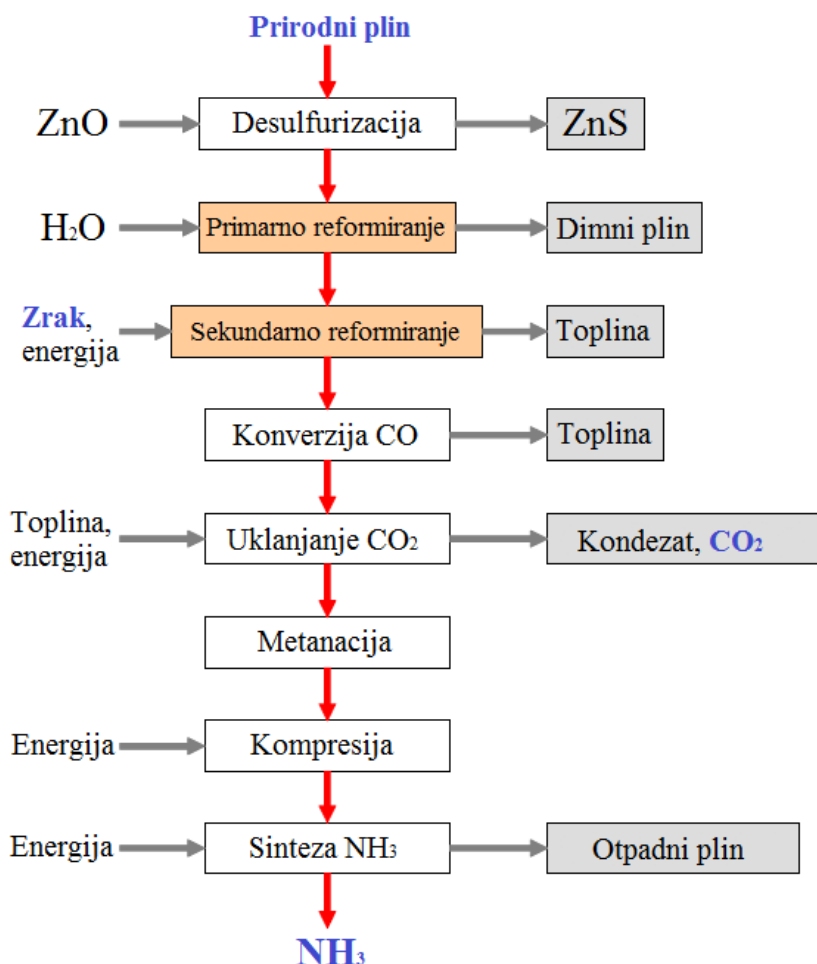 Prirodni plin
ZnO
Desulfurizacija
ZnS
H₂O
Primarno reformiranje
Dimni plin
Zrak,
energija
Sekundarno reformiranje
Toplina
Konverzija CO
Toplina
Toplina,
energija
Uklanjanje CO₂
Kondezat, CO₂
Metanacija
Energija
Kompresija
Energija
Sinteza NH₃
Otpadni plin
NH₃